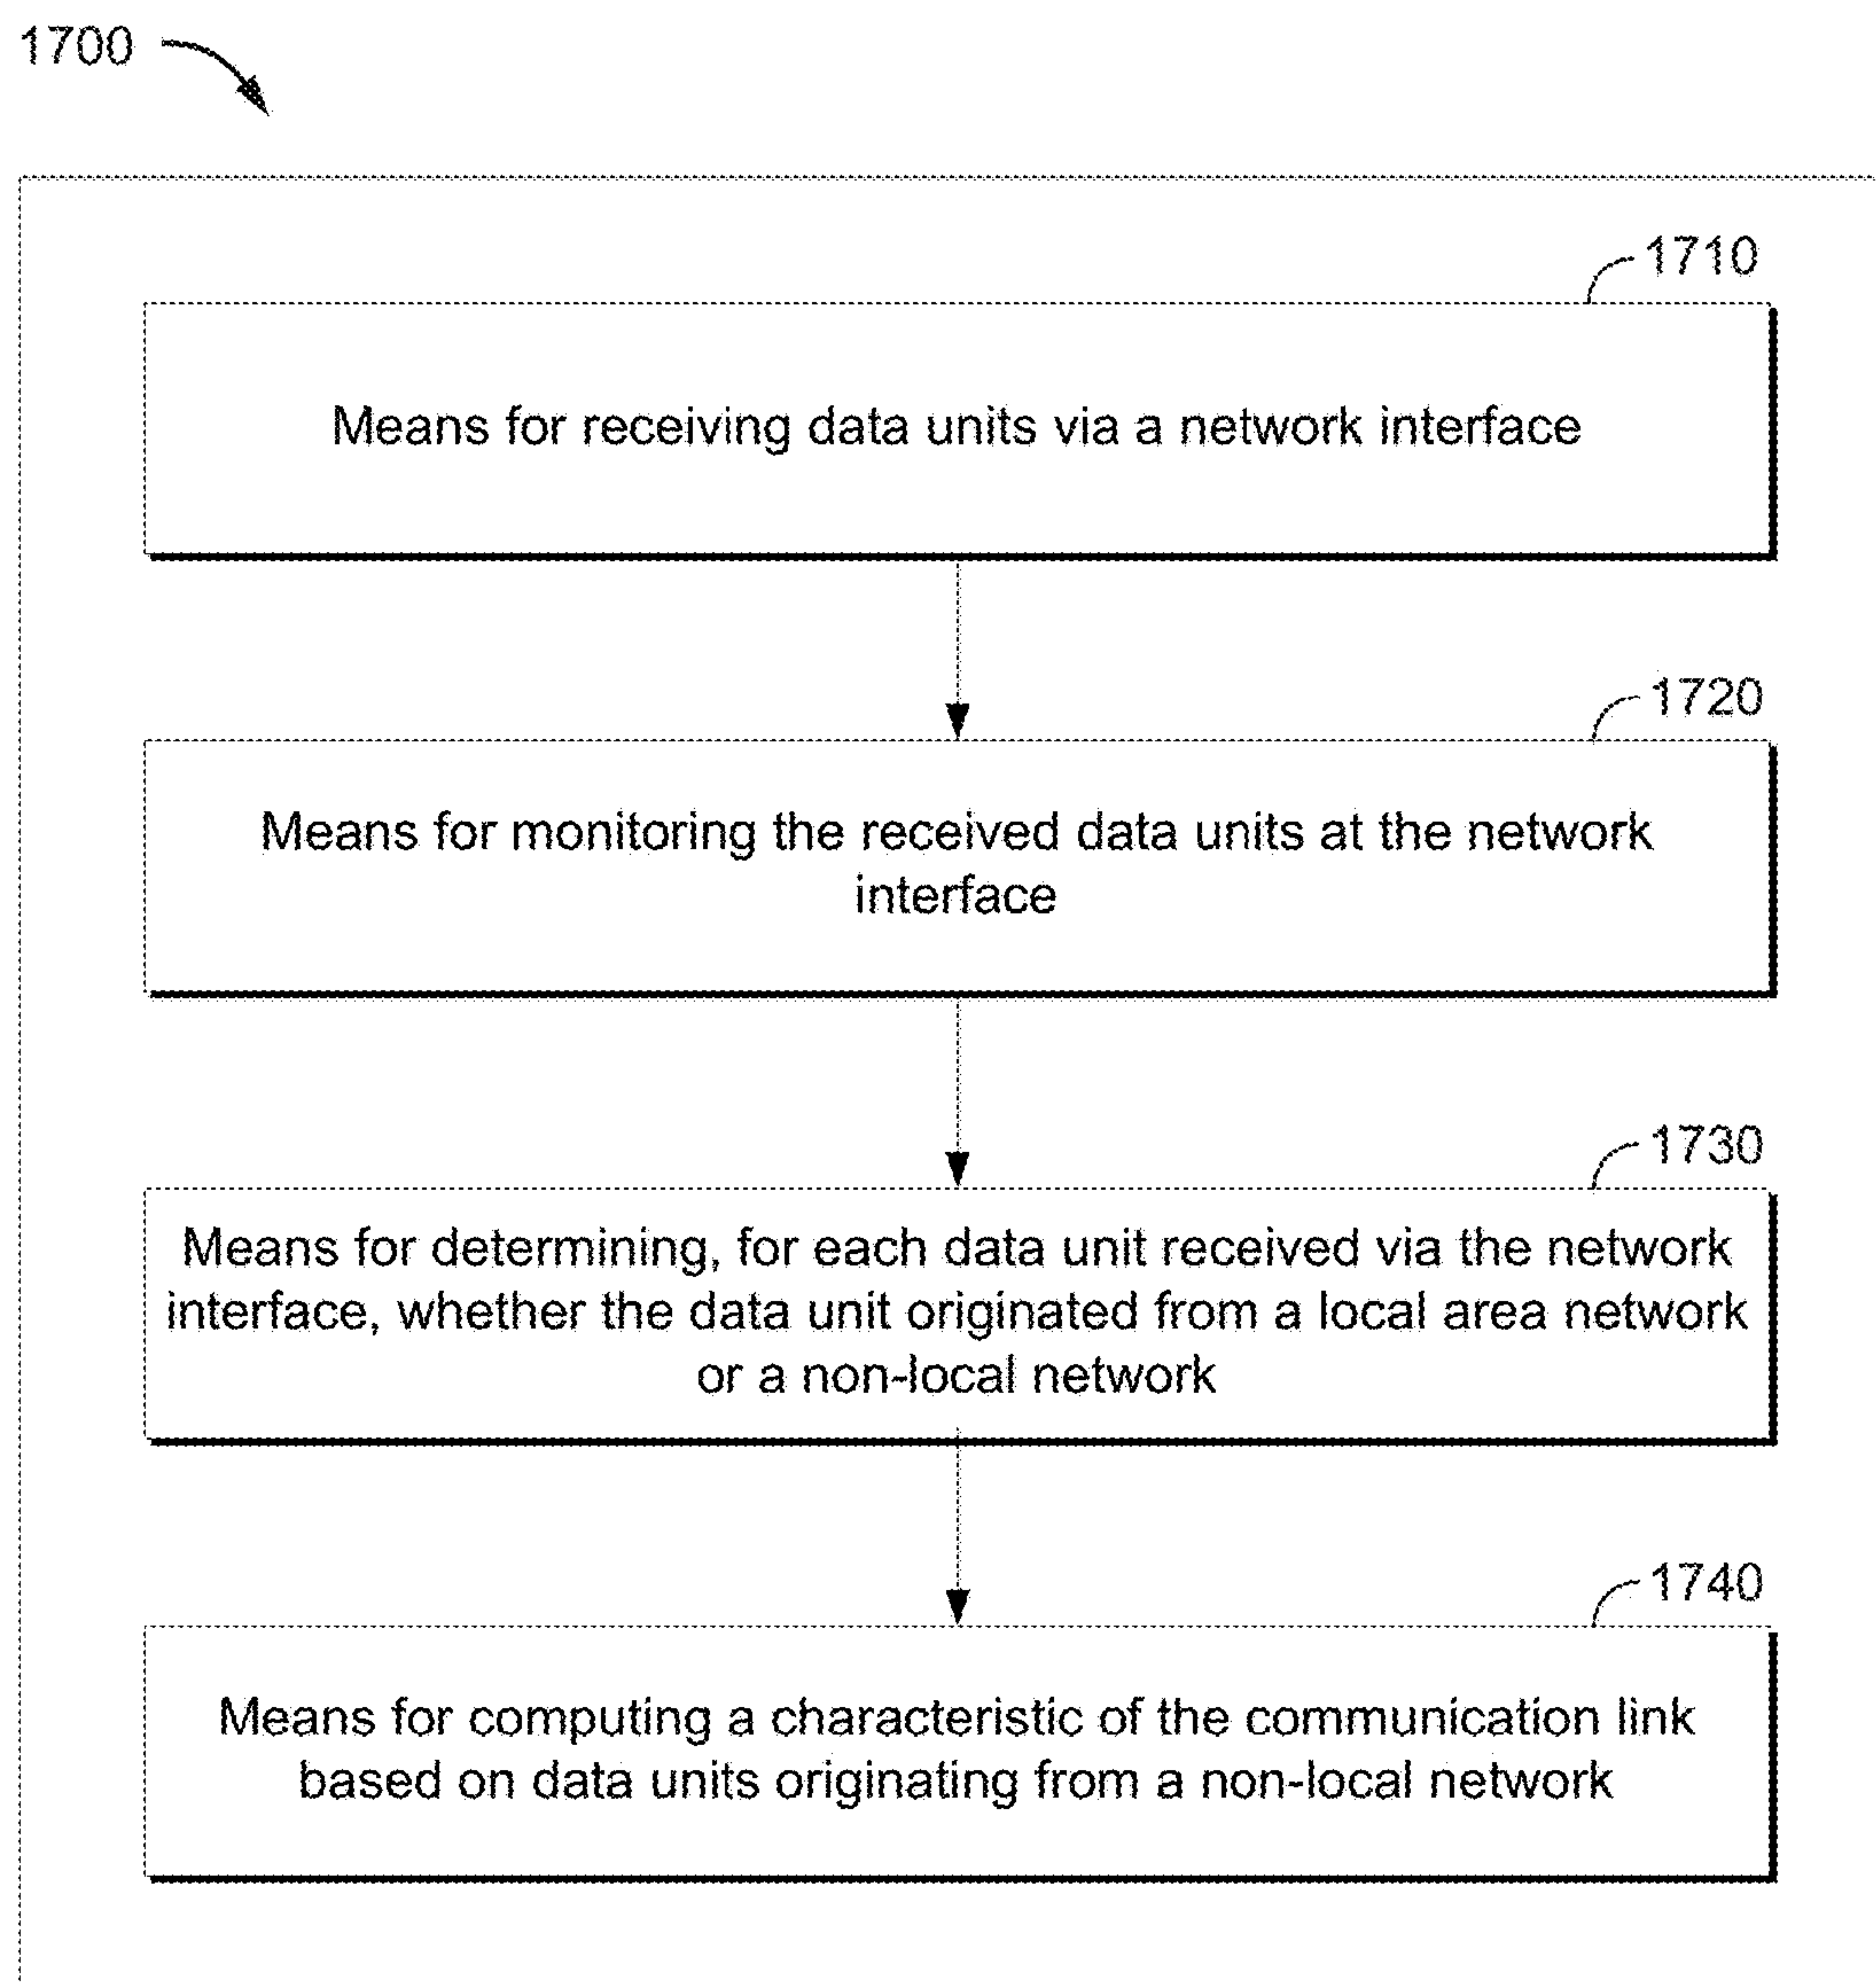 1700
1710
Means for receiving data units via a network interface
1720
Means for monitoring the received data units at the network
interface
1730
Means for determining, for each data unit received via the network
interface, whether the data unit originated from a local area network
or a non-local network
1740
Means for computing a characteristic of the communication link
based on data units originating from a non-local network